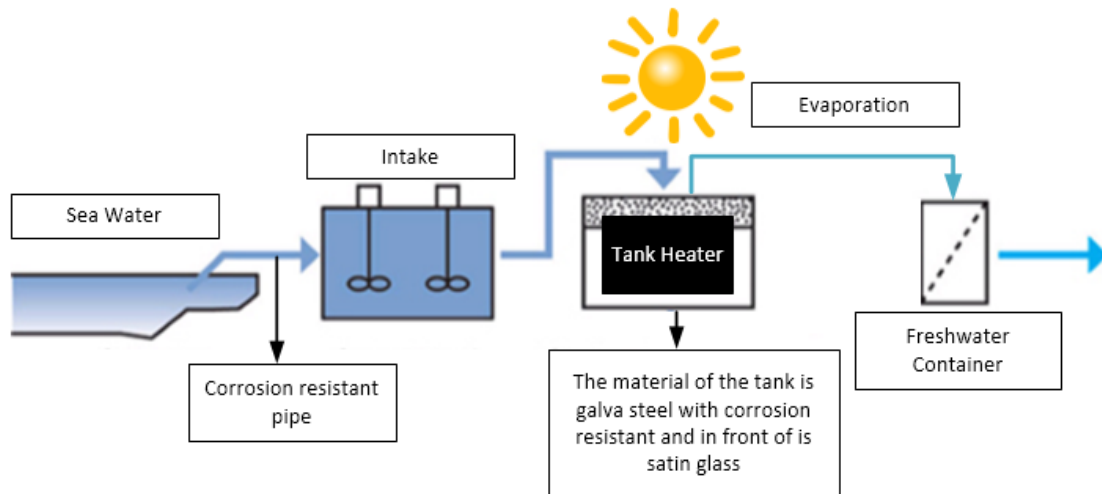 Evaporation
Intake
Sea Water
Tank Heater
Freshwater
Container
Corrosion resistant
pipe
The material of the tank is
galva steel with corrosion
resistant and in front of is
satin glass